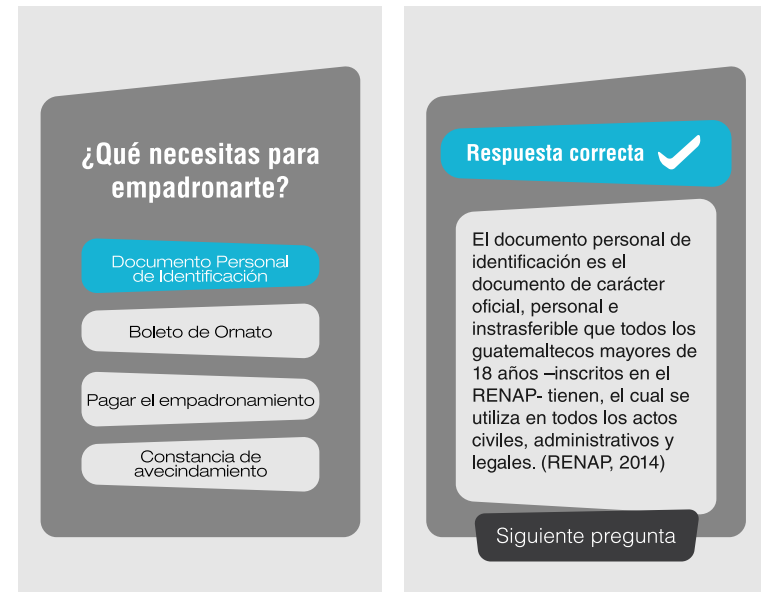 ¿Qué necesitas para
empadronarte?
Documento Personal
de Identificación
Boleto de Ornato
Pagar el empadronamiento
Constancia de
avecindamiento
Respuesta correcta
El documento personal de
identificación es el
documento de carácter
oficial, personal e
instrasferible que todos los
guatemaltecos mayores de
18 años –inscritos en el
RENAP- tienen, el cual se
utiliza en todos los actos
civiles, administrativos y
legales. (RENAP, 2014)
Siguiente pregunta